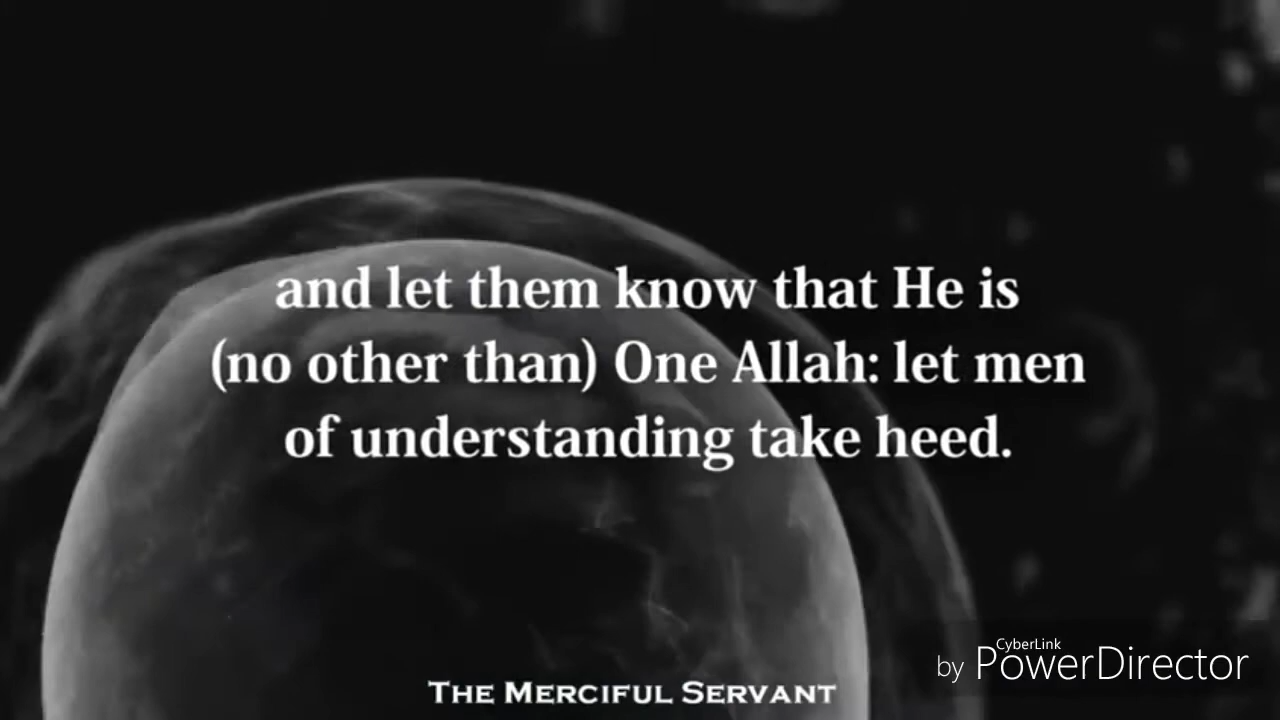 and let them know that He is
(no other than) One Allah: let men
of understanding take heed.
CyberLink
by PowerDirector
THE MERCIFUL SERVANT